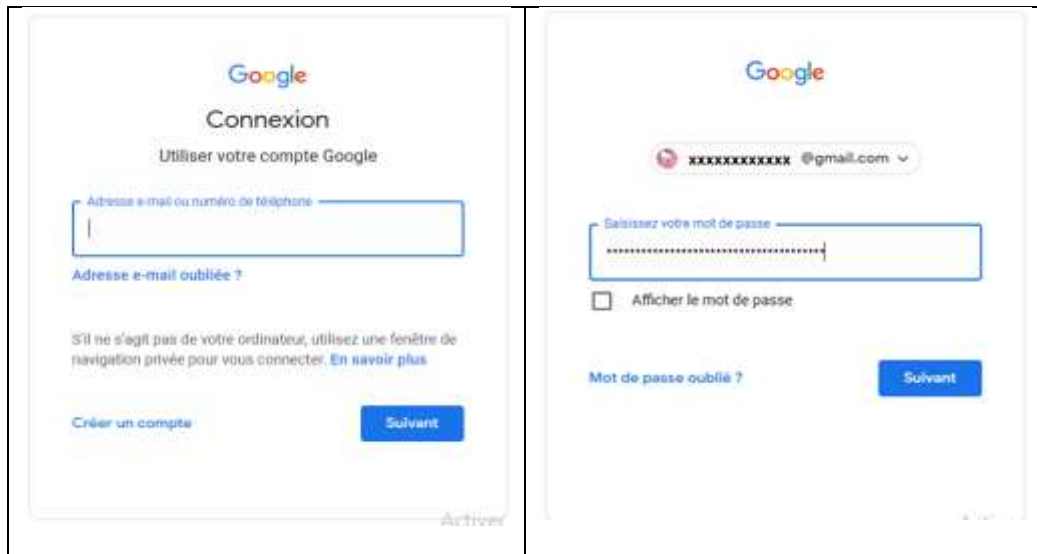 Google
Connexion
Utiliser votre compte Google
Adresse e-mail ou numéro de téléphone
Adresse e-mail oubliée ?
S'il ne s'agit pas de votre ordinateur, utilisez une fenêtre de
navigation privée pour vous connecter. En savoir plus
Créer un compte
Suivant
Activer
Google
xxxxxxxxxxxx @gmail.com
Saisissez votre mot de passe
Afficher le mot de passe
Mot de passe oublié ?
Suivant